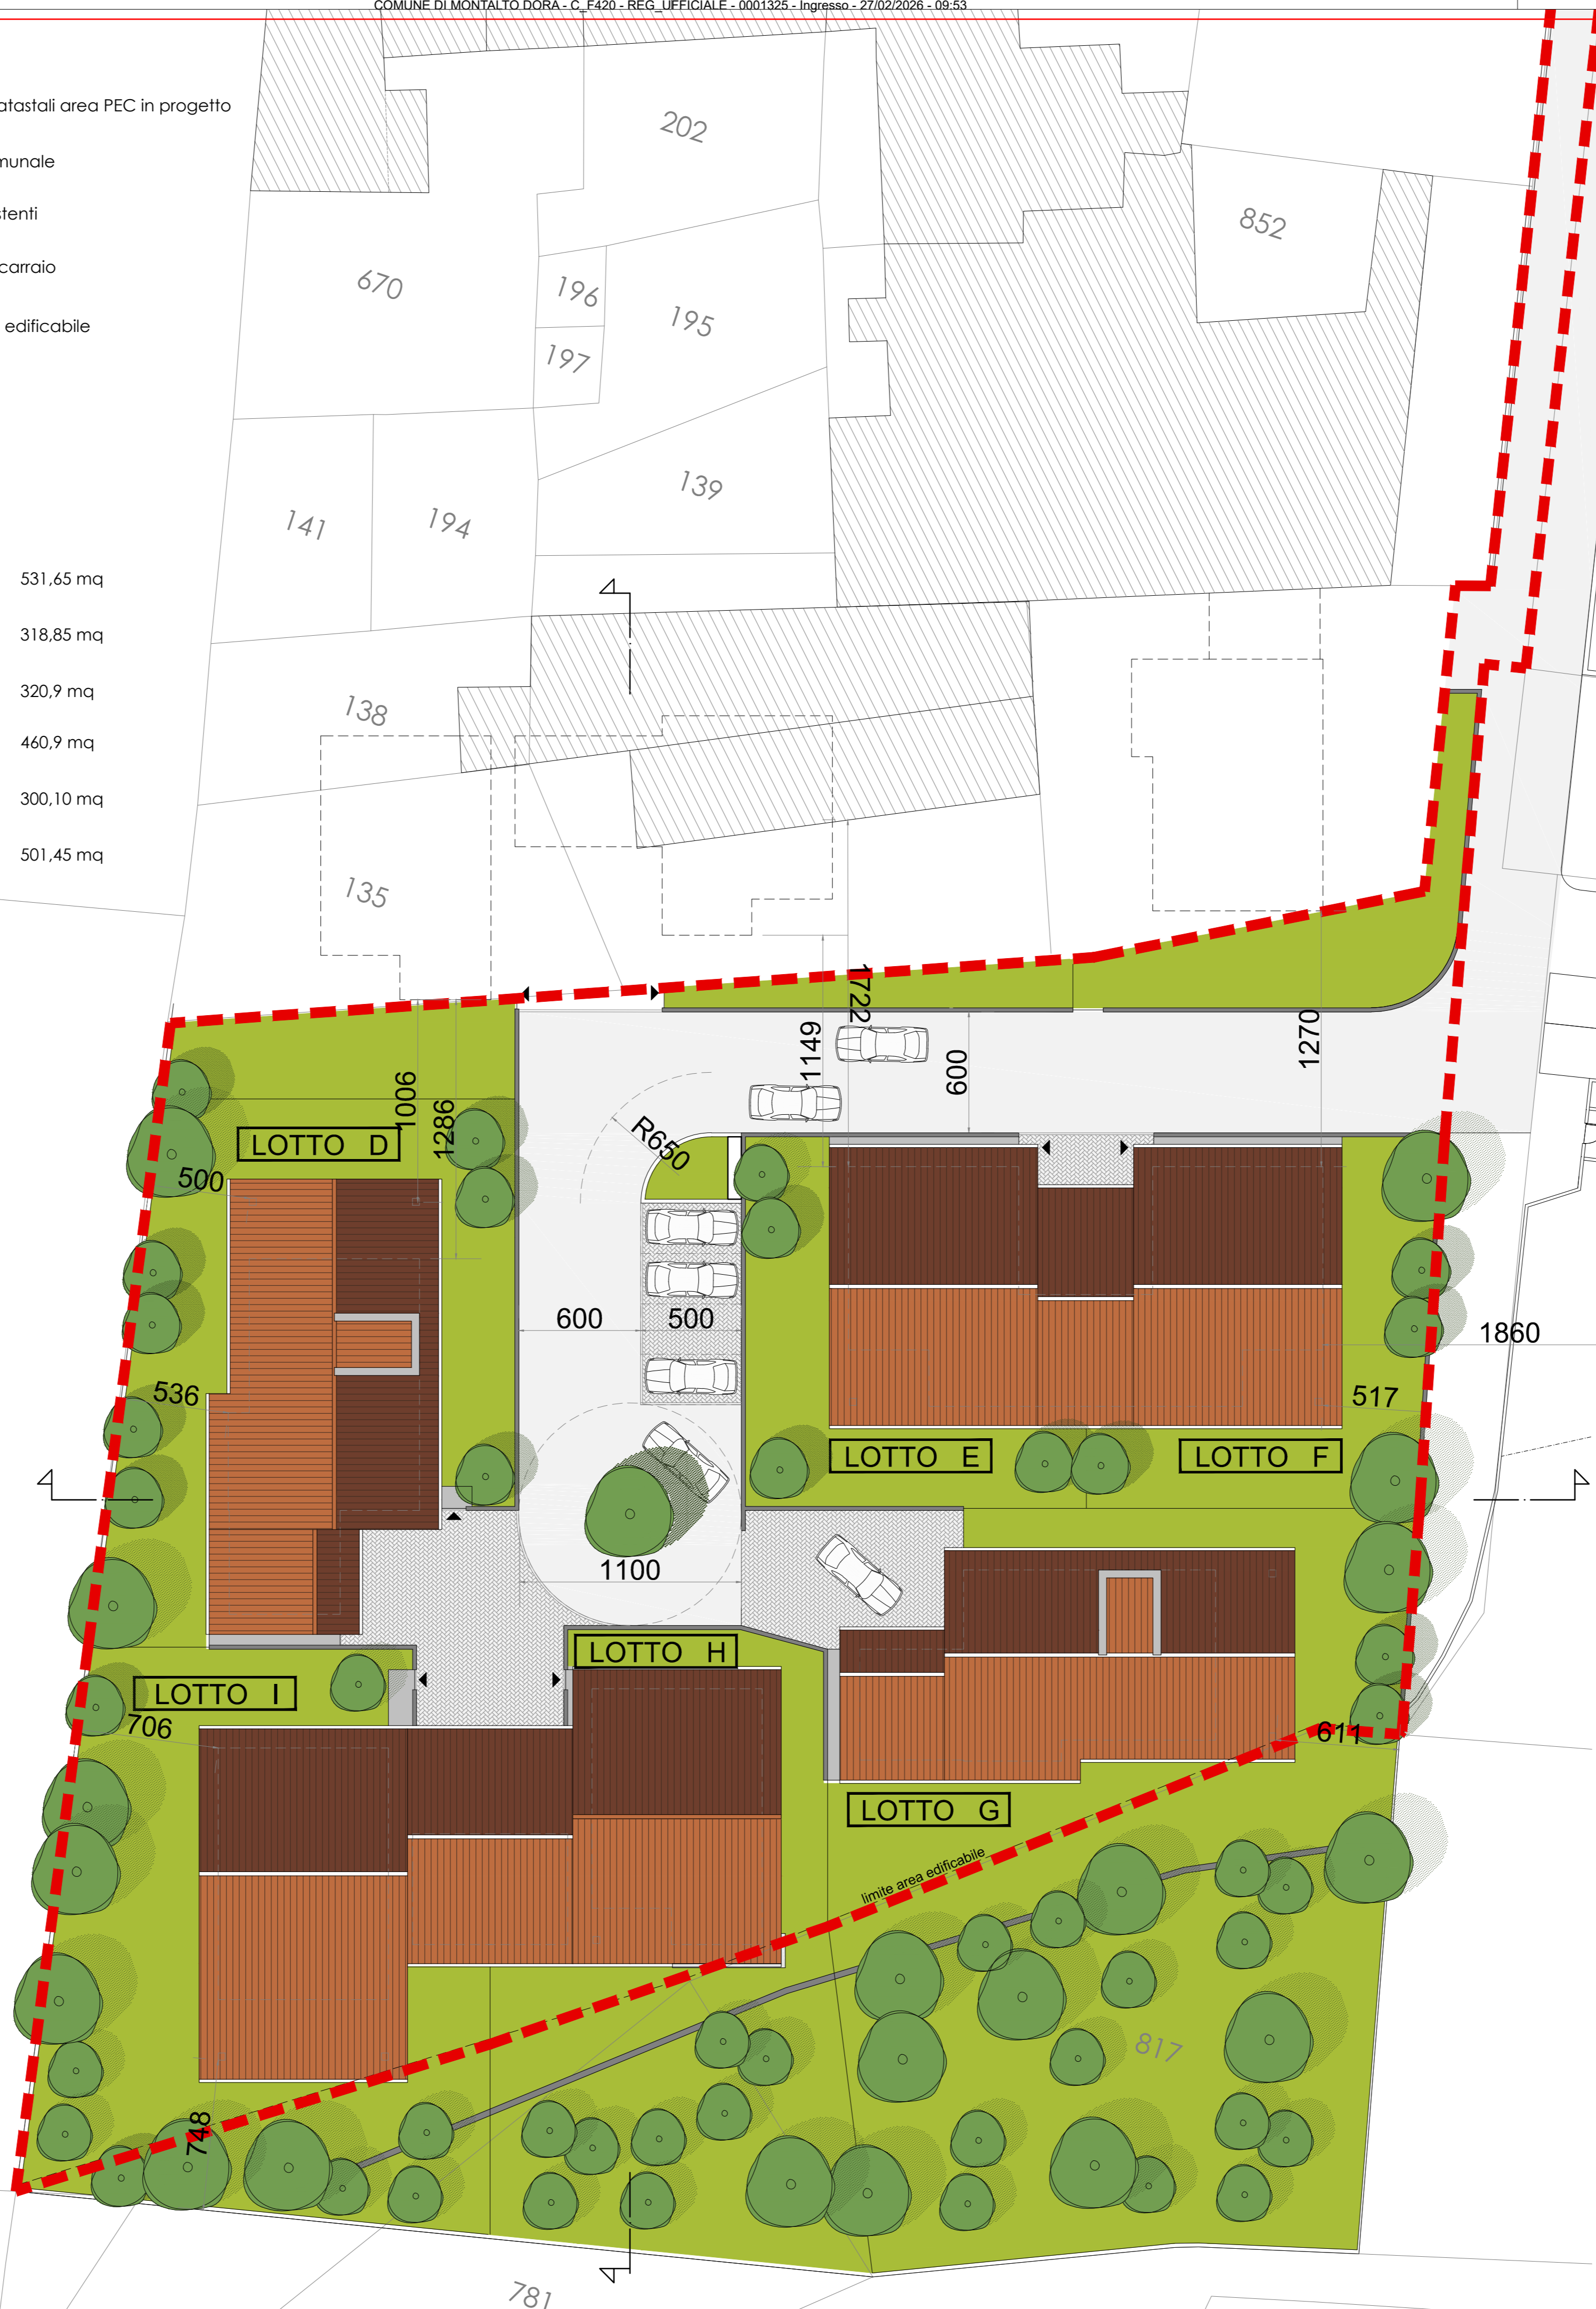 COMUNE DI MONTALTO DORA - C_F420 - REG_UFFICIALE - 0001325 - Ingresso - 27/02/2026 - 09:53
atastali area PEC in progetto
munale
stenti
carraio
edificabile
202
852
670
196
195
197
139
141
194
531,65 mq
318,85 mq
320,9 mq
138
460,9 mq
300,10 mq
501,45 mq
135
1722
1149
600
1270
1006
1286
R650
LOTTO D
500
600
500
1860
536
517
LOTTO E
LOTTO F
1100
LOTTO H
LOTTO I
706
611
LOTTO G
limite area edificabile
817
748
781